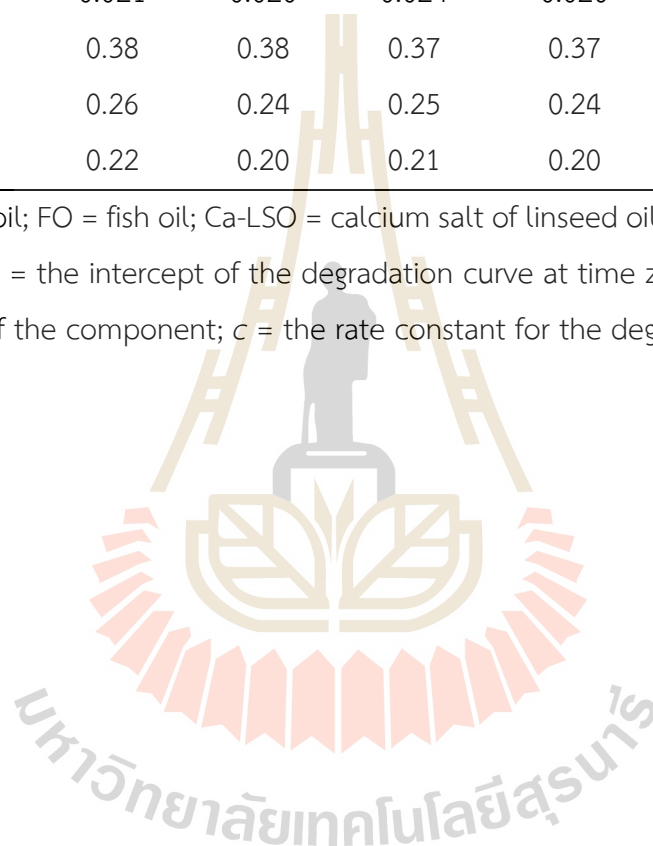 0.38 0.38 0.37 0.37
0.26 0.24 0.25 0.24
0.22 0.20 0.21 0.20
oil; FO = fish oil; Ca-LSO = calcium salt of linseed oil
= the intercept of the degradation curve at time z
f the component; c = the rate constant for the deg
มหาวิทยาลัยเทคโนโลยีสุรนารี